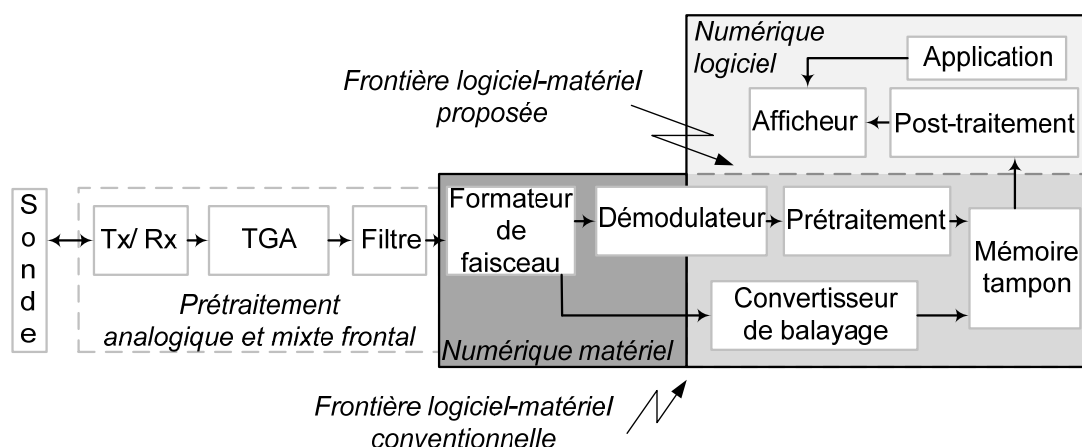 Numérique
logiciel
Application
Frontière logiciel-matériel
proposée
Afficheur
Post-traitement
Sonde
Tx/ Rx
TGA
Filtre
Formateur
de
faisceau
Démodulateur
Prétraitement
Mémoire
tampon
Convertisseur
de balayage
Prétraitement
analogique et mixte frontal
Numérique matériel
Frontière logiciel-matériel
conventionnelle